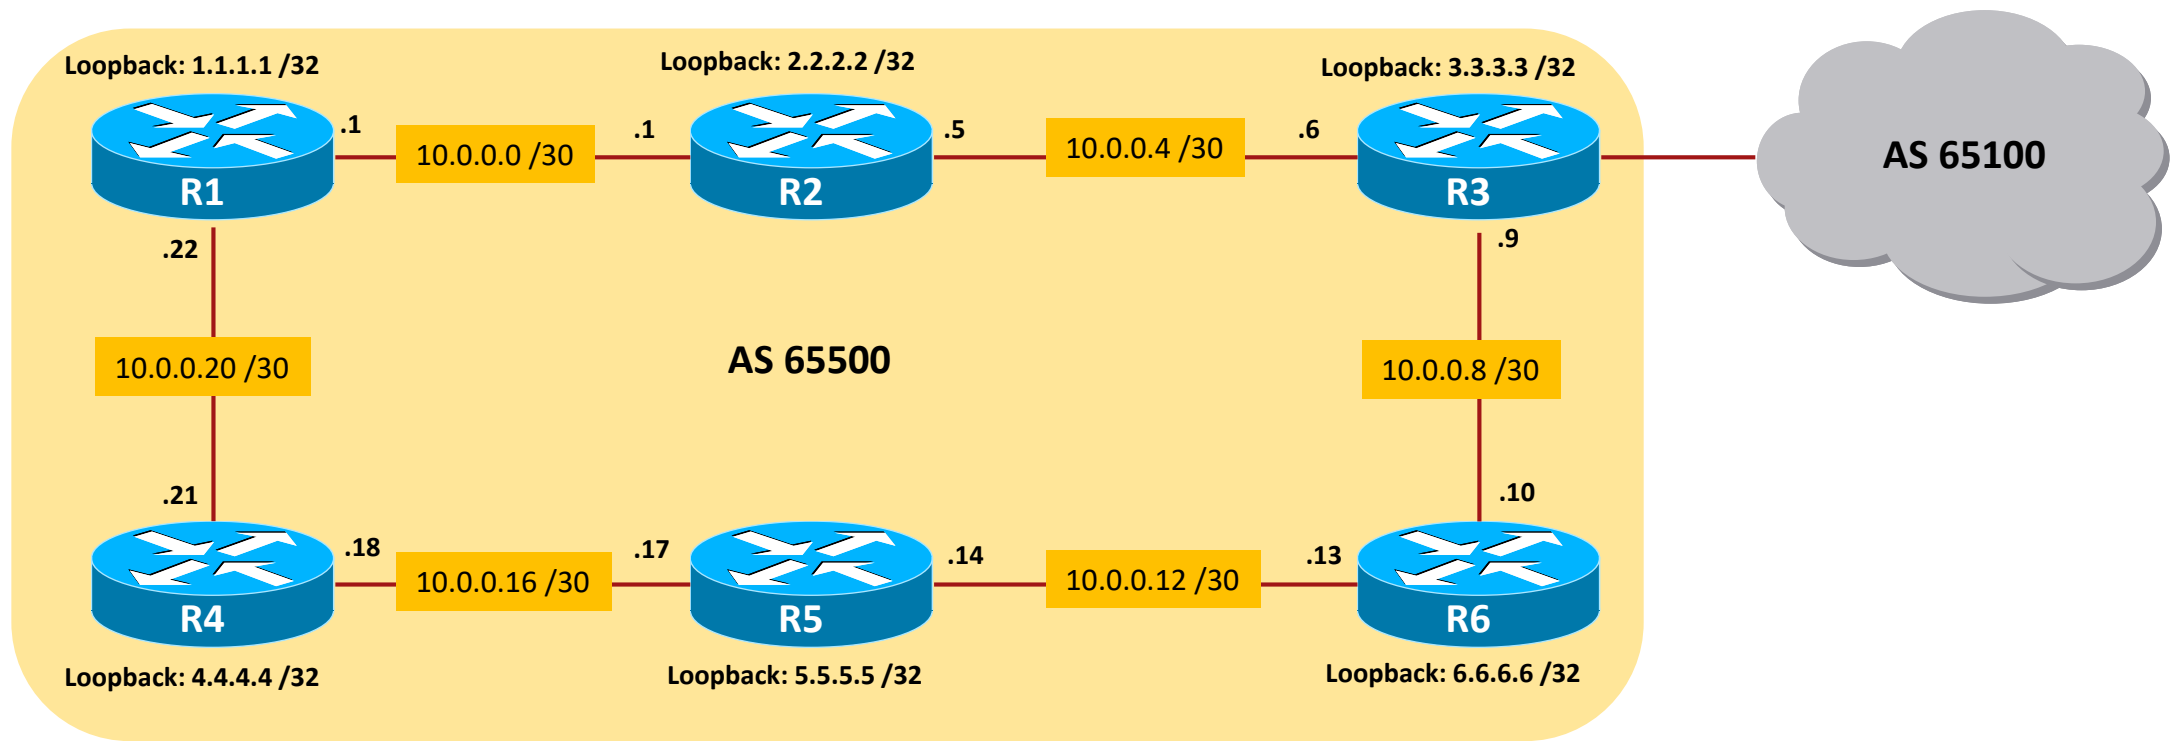 Loopback: 1.1.1.1 /32
Loopback: 2.2.2.2 /32
Loopback: 3.3.3.3 /32
.1
10.0.0.0 /30
.1
.5
10.0.0.4 /30
.6
AS 65100
R1
R2
R3
.22
.9
10.0.0.20 /30
AS 65500
10.0.0.8 /30
.21
.10
.18
10.0.0.16 /30
.17
.14
10.0.0.12 /30
.13
R4
R5
R6
Loopback: 4.4.4.4 /32
Loopback: 5.5.5.5 /32
Loopback: 6.6.6.6 /32